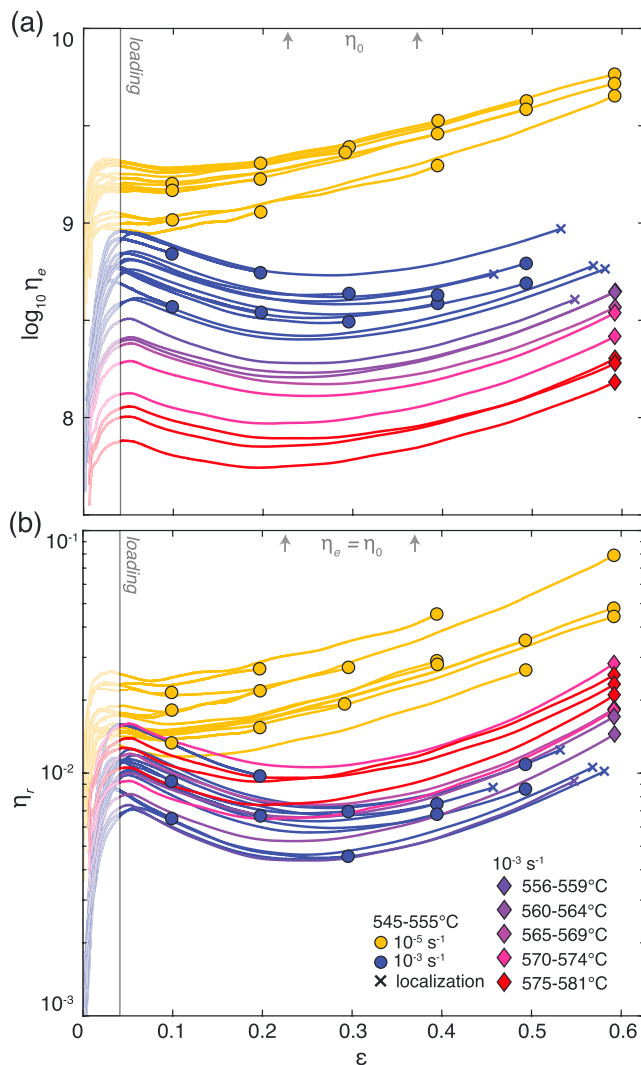 (a)
10
loading
η₀
9
log₁₀ ηₑ
8
(b)
10⁻¹
loading
ηₑ = η₀
10⁻²
ηᵣ
10⁻³ s⁻¹
556-559°C
545-555°C
560-564°C
10⁻⁵ s⁻¹
565-569°C
10⁻³ s⁻¹
570-574°C
localization
575-581°C
10⁻³
0 0.1 0.2 0.3 0.4 0.5 0.6
ε